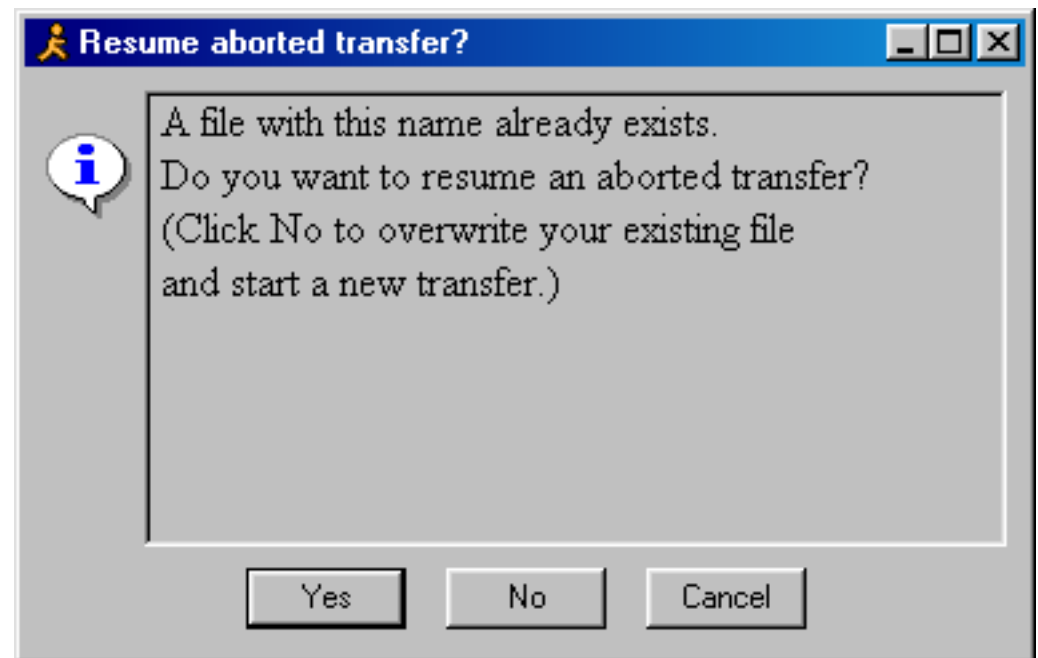 Resume aborted transfer?
A file with this name already exists.
Do you want to resume an aborted transfer?
(Click No to overwrite your existing file
and start a new transfer.)
Yes No Cancel